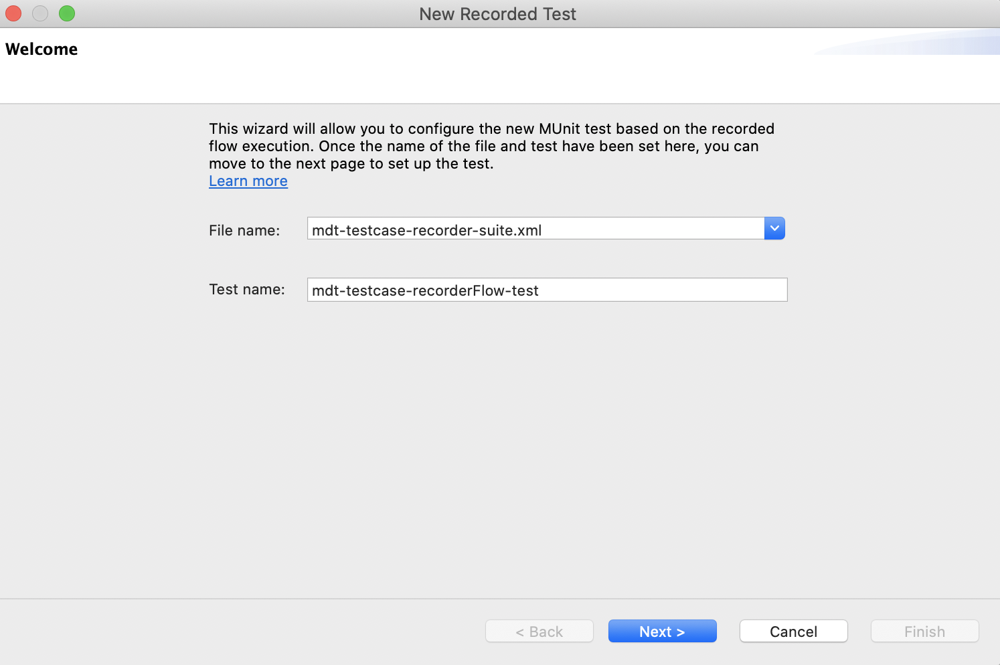 New Recorded Test
Welcome
This wizard will allow you to configure the new MUnit test based on the recorded
flow execution. Once the name of the file and test have been set here, you can
move to the next page to set up the test.
Learn more
File name: mdt-testcase-recorder-suite.xml
Test name: mdt-testcase-recorderFlow-test
< Back Next > Cancel Finish